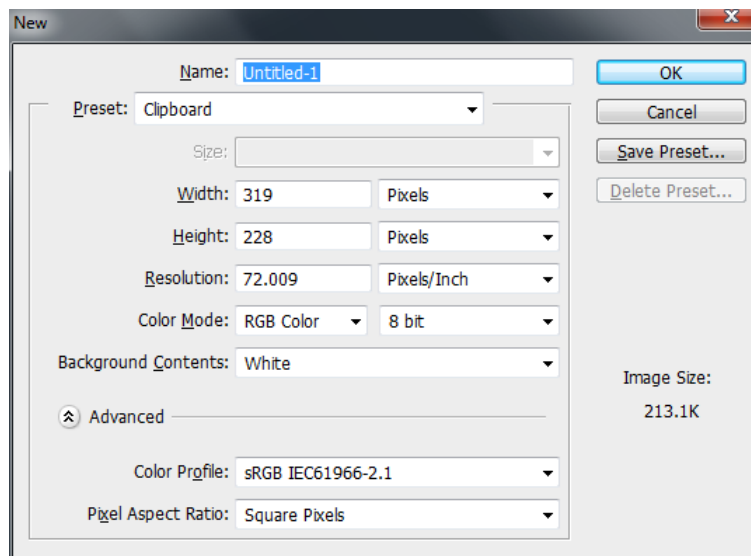 New
X
Name: Untitled-1
OK
Preset: Clipboard
Cancel
Size:
Save Preset...
Width: 319 Pixels
Delete Preset...
Height: 228 Pixels
Resolution: 72.009 Pixels/Inch
Color Mode: RGB Color 8 bit
Background Contents: White
Image Size:
213.1K
Advanced
Color Profile: sRGB IEC61966-2.1
Pixel Aspect Ratio: Square Pixels